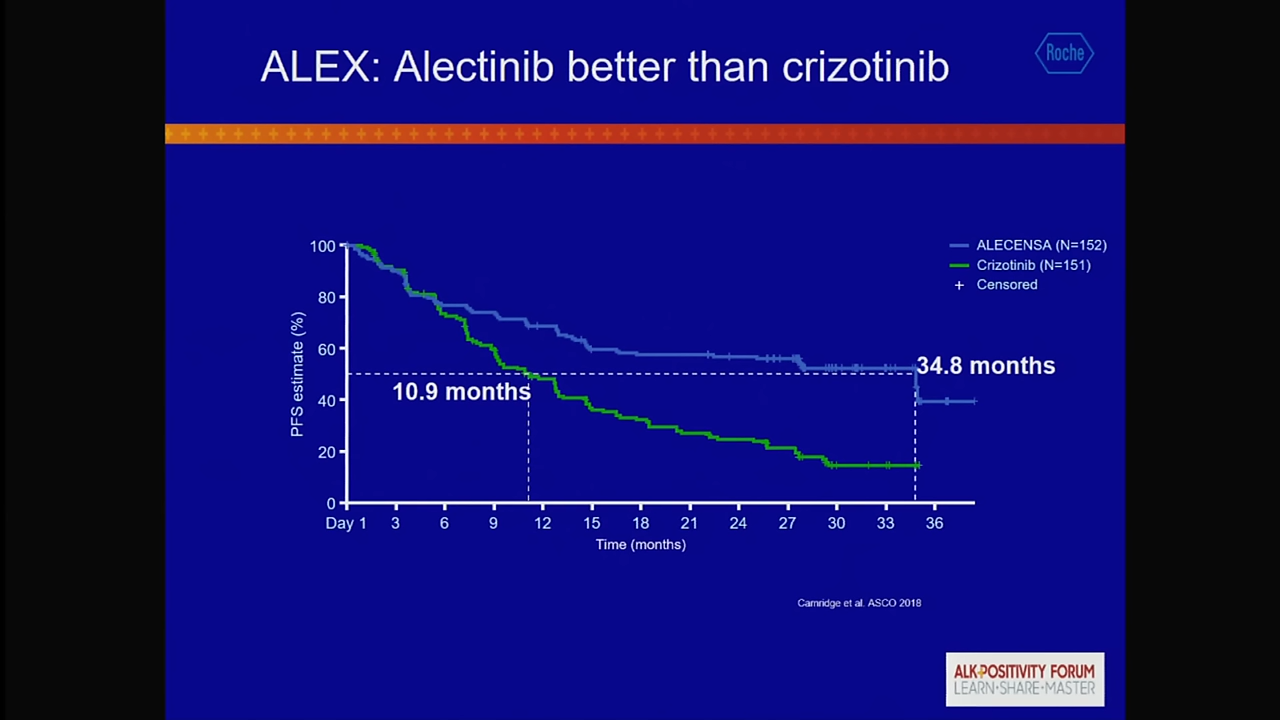 ALEX: Alectinib better than crizotinib
Roche
ALECENSA (N=152)
Crizotinib (N=151)
+ Censored
PFS estimate (%)
100
80
60
40
20
0
34.8 months
10.9 months
Day 1 3 6 9 12 15 18 21 24 27 30 33 36
Time (months)
Camridge et al. ASCO 2018
ALK+POSITIVITY FORUM
LEARN·SHARE·MASTER